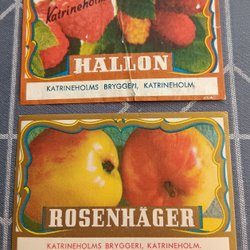 Katrineholms
HALLON
KATRINEHOLMS BRYGGERI, KATRINEHOLM
ROSENHÄGER
KATRINEHOLMS BRYGGERI, KATRINEHOLM.